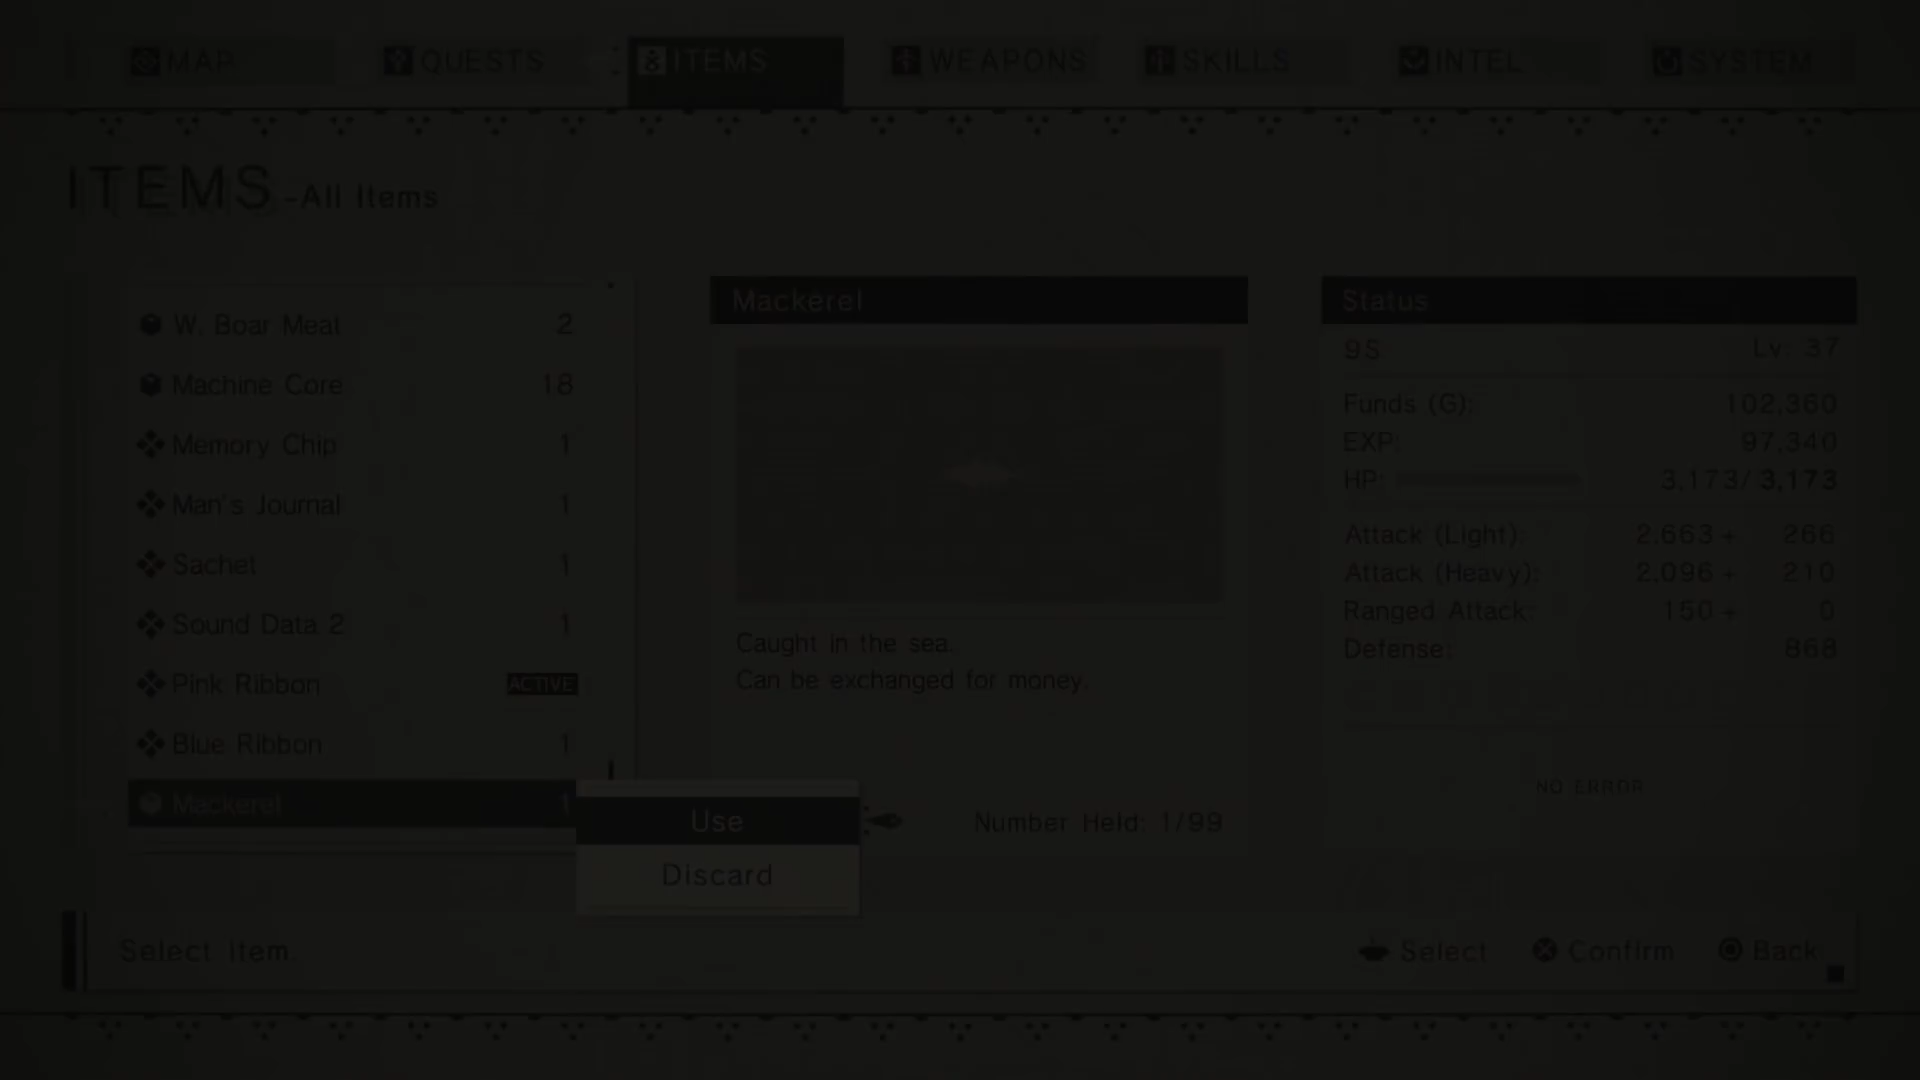 MAP
QUESTS
ITEMS
WEAPONS
SKILLS
INTEL
SYSTEM
ITEMS -All Items
W. Boar Meat 2
Machine Core 18
Memory Chip 1
Man's Journal 1
Sachet 1
Sound Data 2 1
Pink Ribbon ACTIVE
Blue Ribbon 1
Mackerel 1
Use
Discard
Mackerel
Caught in the sea.
Can be exchanged for money.
Number Held: 1/99
Status
9S Lv: 37
Funds (G): 102,360
EXP: 97,340
HP: 3,173/3,173
Attack (Light): 2,663 + 266
Attack (Heavy): 2,096 + 210
Ranged Attack: 150 + 0
Defense: 868
NO ERROR
Select item.
Select
Confirm
Back